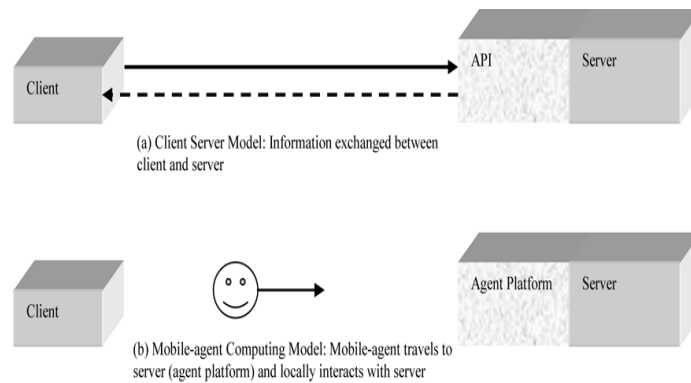 API
Server
Client
(a) Client Server Model: Information exchanged between
client and server
Agent Platform
Server
Client
(b) Mobile-agent Computing Model: Mobile-agent travels to
server (agent platform) and locally interacts with server